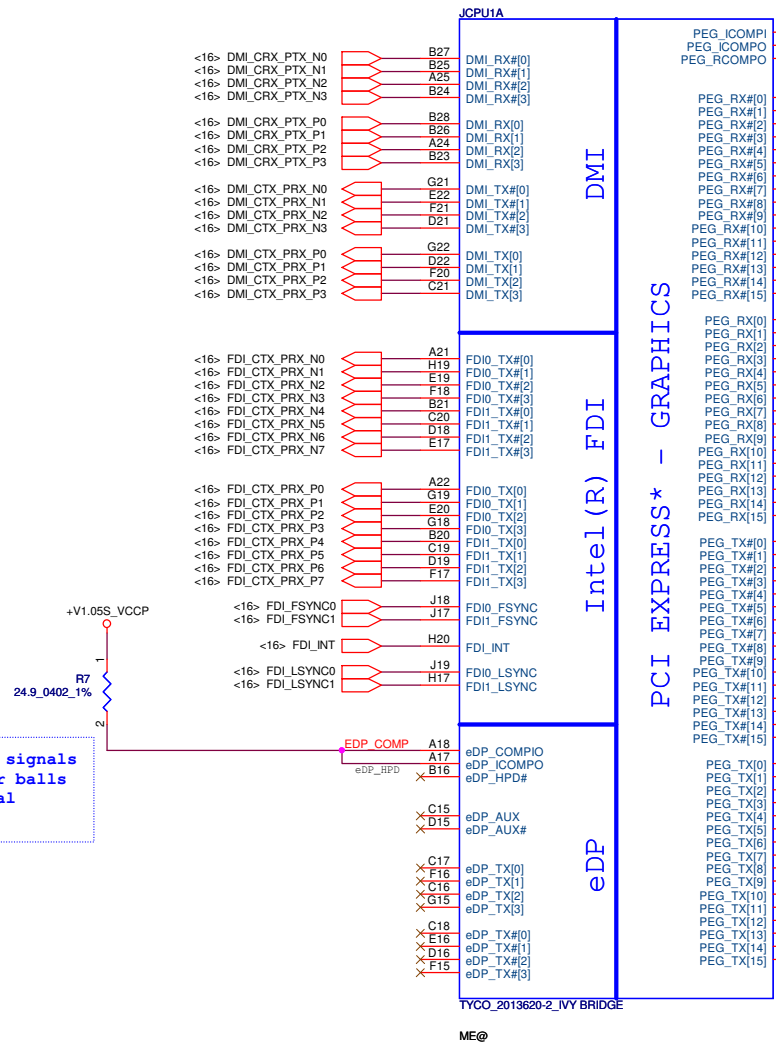 JCPU1A
<16> DMI_CRX_PTX_N0 B27 DMI_RX#[0]
<16> DMI_CRX_PTX_N1 B25 DMI_RX#[1]
<16> DMI_CRX_PTX_N2 A25 DMI_RX#[2]
<16> DMI_CRX_PTX_N3 B24 DMI_RX#[3]
<16> DMI_CRX_PTX_P0 B28 DMI_RX[0]
<16> DMI_CRX_PTX_P1 B26 DMI_RX[1]
<16> DMI_CRX_PTX_P2 A24 DMI_RX[2]
<16> DMI_CRX_PTX_P3 B23 DMI_RX[3]
<16> DMI_CTX_PRX_N0 G21 DMI_TX#[0]
<16> DMI_CTX_PRX_N1 E22 DMI_TX#[1]
<16> DMI_CTX_PRX_N2 F21 DMI_TX#[2]
<16> DMI_CTX_PRX_N3 D21 DMI_TX#[3]
<16> DMI_CTX_PRX_P0 G22 DMI_TX[0]
<16> DMI_CTX_PRX_P1 D22 DMI_TX[1]
<16> DMI_CTX_PRX_P2 F20 DMI_TX[2]
<16> DMI_CTX_PRX_P3 C21 DMI_TX[3]
DMI
<16> FDI_CTX_PRX_N0 A21 FDI0_TX#[0]
<16> FDI_CTX_PRX_N1 H19 FDI0_TX#[1]
<16> FDI_CTX_PRX_N2 E19 FDI0_TX#[2]
<16> FDI_CTX_PRX_N3 F18 FDI0_TX#[3]
<16> FDI_CTX_PRX_N4 B21 FDI1_TX#[0]
<16> FDI_CTX_PRX_N5 C20 FDI1_TX#[1]
<16> FDI_CTX_PRX_N6 D18 FDI1_TX#[2]
<16> FDI_CTX_PRX_N7 E17 FDI1_TX#[3]
<16> FDI_CTX_PRX_P0 A22 FDI0_TX[0]
<16> FDI_CTX_PRX_P1 G19 FDI0_TX[1]
<16> FDI_CTX_PRX_P2 E20 FDI0_TX[2]
<16> FDI_CTX_PRX_P3 G18 FDI0_TX[3]
<16> FDI_CTX_PRX_P4 B20 FDI1_TX[0]
<16> FDI_CTX_PRX_P5 C19 FDI1_TX[1]
<16> FDI_CTX_PRX_P6 D19 FDI1_TX[2]
<16> FDI_CTX_PRX_P7 F17 FDI1_TX[3]
<16> FDI_FSYNC0 J18 FDI0_FSYNC
<16> FDI_FSYNC1 J17 FDI1_FSYNC
<16> FDI_INT H20 FDI_INT
<16> FDI_LSYNC0 J19 FDI0_LSYNC
<16> FDI_LSYNC1 H17 FDI1_LSYNC
Intel(R) FDI
+V1.05S_VCCP
1
R7
24.9_0402_1%
2
signals
r balls
al
EDP_COMP A18 eDP_COMPIO
A17 eDP_ICOMPO
eDP_HPD B16 eDP_HPD#
C15 eDP_AUX
D15 eDP_AUX#
C17 eDP_TX[0]
F16 eDP_TX[1]
C16 eDP_TX[2]
G15 eDP_TX[3]
C18 eDP_TX#[0]
E16 eDP_TX#[1]
D16 eDP_TX#[2]
F15 eDP_TX#[3]
eDP
PCI EXPRESS* - GRAPHICS
PEG_ICOMPI
PEG_ICOMPO
PEG_RCOMPO
PEG_RX#[0]
PEG_RX#[1]
PEG_RX#[2]
PEG_RX#[3]
PEG_RX#[4]
PEG_RX#[5]
PEG_RX#[6]
PEG_RX#[7]
PEG_RX#[8]
PEG_RX#[9]
PEG_RX#[10]
PEG_RX#[11]
PEG_RX#[12]
PEG_RX#[13]
PEG_RX#[14]
PEG_RX#[15]
PEG_RX[0]
PEG_RX[1]
PEG_RX[2]
PEG_RX[3]
PEG_RX[4]
PEG_RX[5]
PEG_RX[6]
PEG_RX[7]
PEG_RX[8]
PEG_RX[9]
PEG_RX[10]
PEG_RX[11]
PEG_RX[12]
PEG_RX[13]
PEG_RX[14]
PEG_RX[15]
PEG_TX#[0]
PEG_TX#[1]
PEG_TX#[2]
PEG_TX#[3]
PEG_TX#[4]
PEG_TX#[5]
PEG_TX#[6]
PEG_TX#[7]
PEG_TX#[8]
PEG_TX#[9]
PEG_TX#[10]
PEG_TX#[11]
PEG_TX#[12]
PEG_TX#[13]
PEG_TX#[14]
PEG_TX#[15]
PEG_TX[0]
PEG_TX[1]
PEG_TX[2]
PEG_TX[3]
PEG_TX[4]
PEG_TX[5]
PEG_TX[6]
PEG_TX[7]
PEG_TX[8]
PEG_TX[9]
PEG_TX[10]
PEG_TX[11]
PEG_TX[12]
PEG_TX[13]
PEG_TX[14]
PEG_TX[15]
TYCO_2013620-2_IVY BRIDGE
ME@